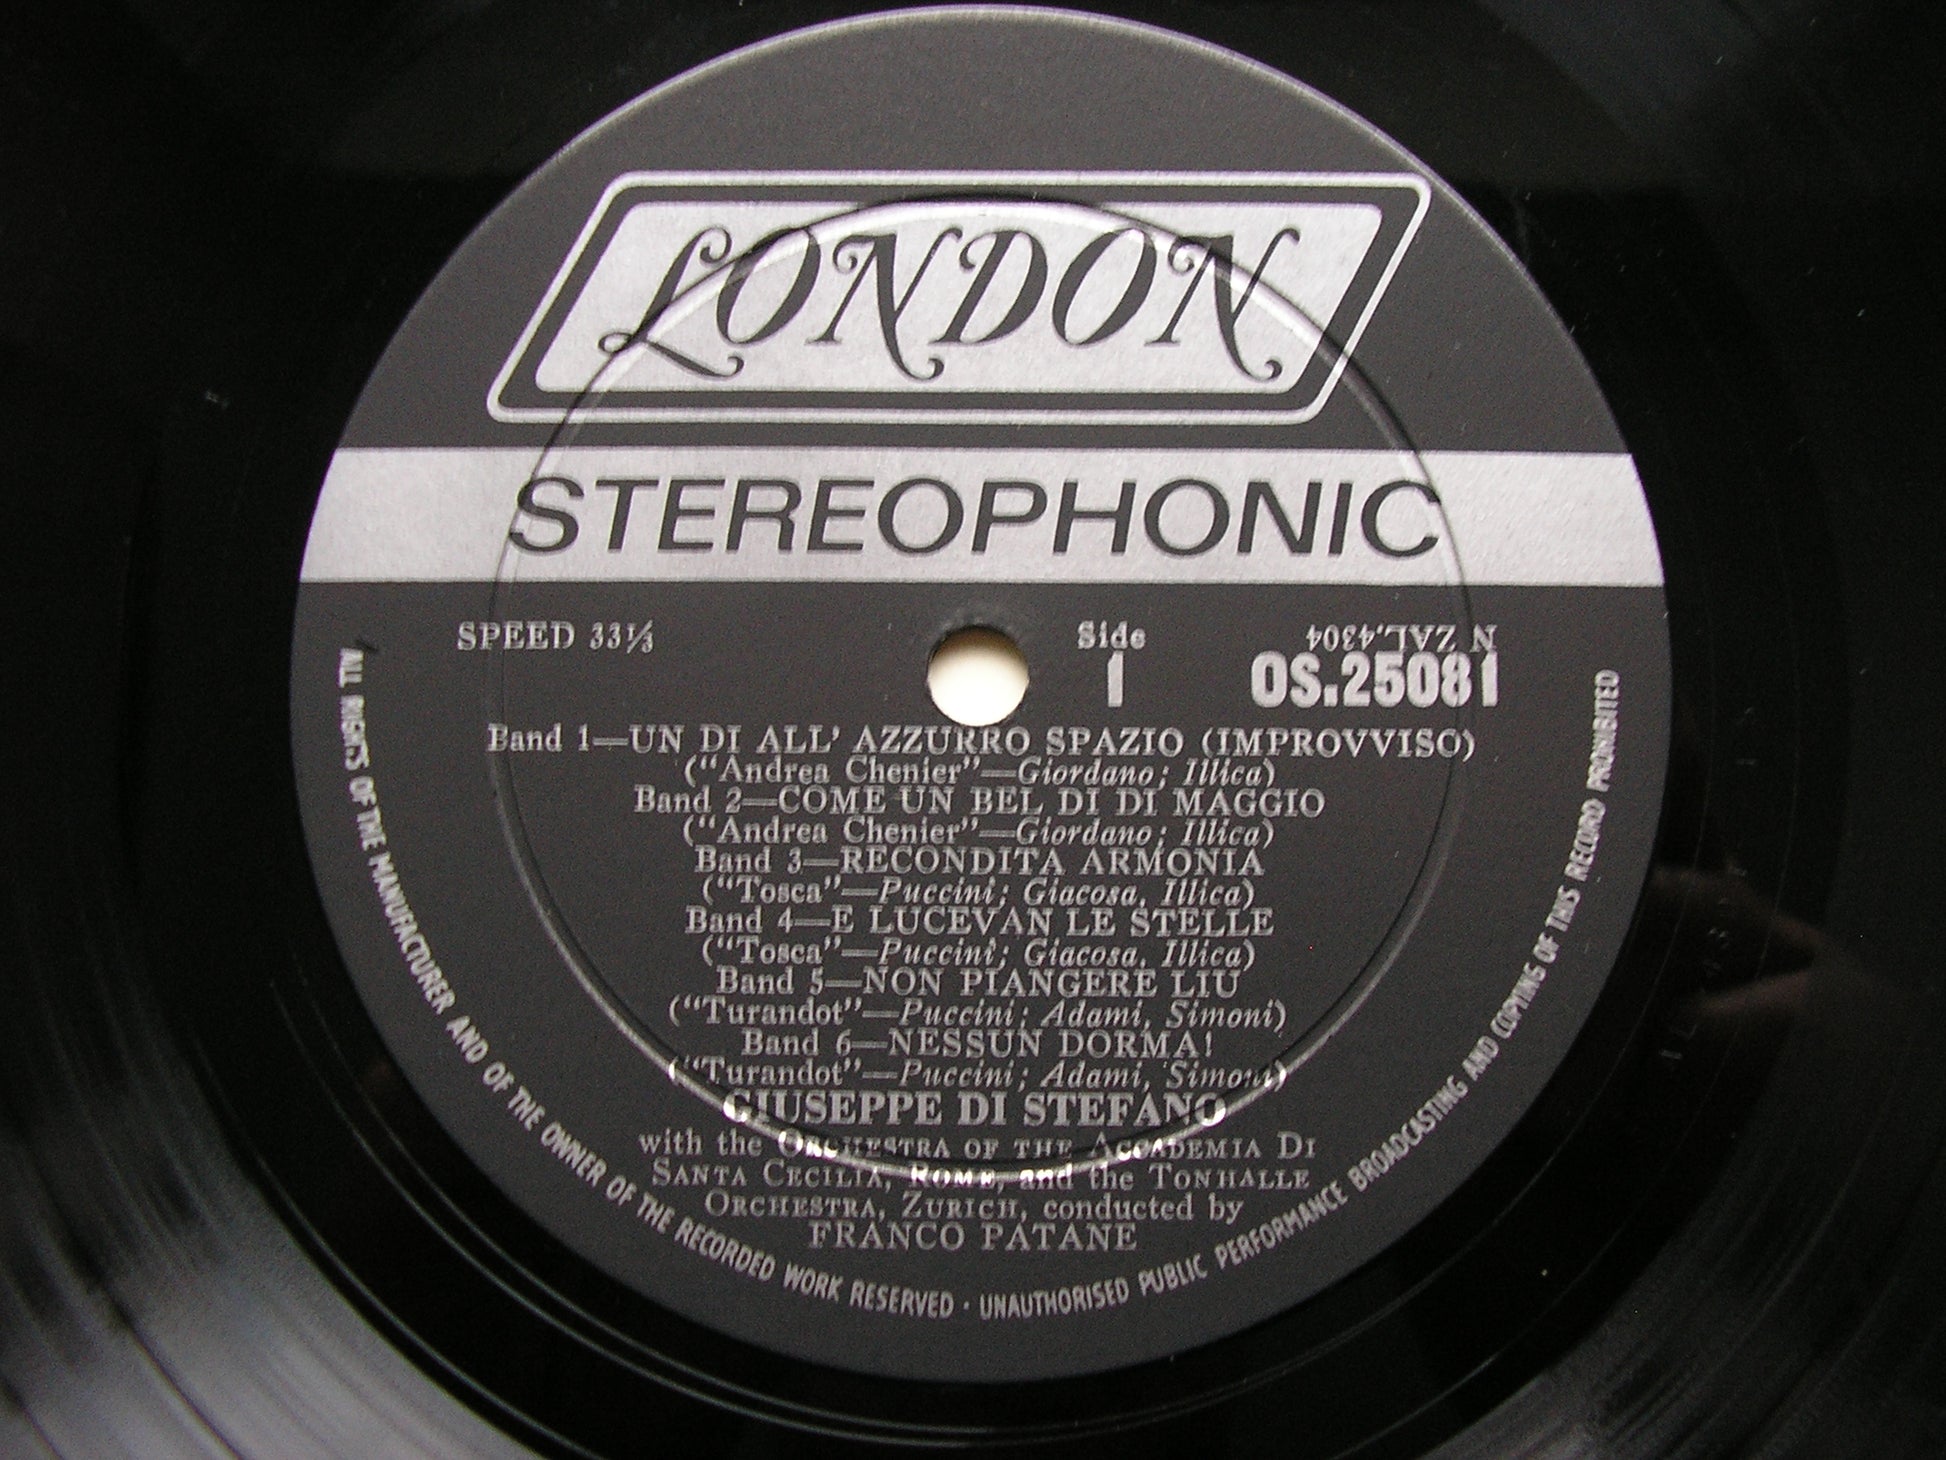 LONDON
STEREOPHONIC
SPEED 33⅓
Side
1
N ZAL.4304
OS.25081
Band 1—UN DI ALL' AZZURRO SPAZIO (IMPROVVISO)
("Andrea Chenier"—Giordano; Illica)
Band 2—COME UN BEL DI DI MAGGIO
("Andrea Chenier"—Giordano; Illica)
Band 3—RECONDITA ARMONIA
("Tosca"—Puccini; Giacosa, Illica)
Band 4—E LUCEVAN LE STELLE
("Tosca"—Puccini; Giacosa, Illica)
Band 5—NON PIANGERE LIU
("Turandot"—Puccini; Adami, Simoni)
Band 6—NESSUN DORMA!
("Turandot"—Puccini; Adami, Simoni)
GIUSEPPE DI STEFANO
with the ORCHESTRA OF THE ACCADEMIA DI
SANTA CECILIA, ROME, and the TONHALLE
ORCHESTRA, ZURICH, conducted by
FRANCO PATANE
ALL RIGHTS OF THE MANUFACTURER AND OF THE OWNER OF THE RECORDED WORK RESERVED · UNAUTHORISED PUBLIC PERFORMANCE BROADCASTING AND COPYING OF THIS RECORD PROHIBITED